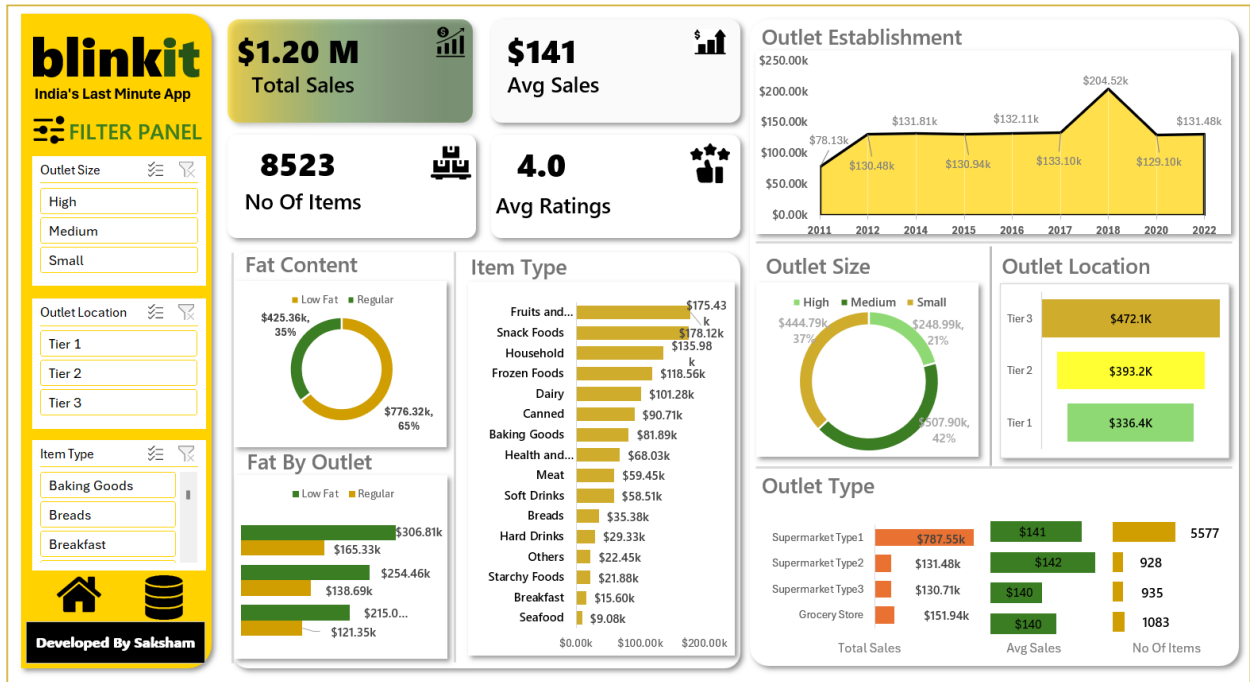 blinkit
India's Last Minute App
FILTER PANEL
Outlet Size
High
Medium
Small
Outlet Location
Tier 1
Tier 2
Tier 3
Item Type
Baking Goods
Breads
Breakfast
Developed By Saksham
$1.20 M
Total Sales
$141
Avg Sales
8523
No Of Items
4.0
Avg Ratings
Fat Content
Low Fat Regular
$425.36k,
35%
$776.32k,
65%
Fat By Outlet
Low Fat Regular
$306.81k
$165.33k
$254.46k
$138.69k
$215.0...
$121.35k
Item Type
Fruits and... $175.43
k
Snack Foods $178.12k
Household $135.98
k
Frozen Foods $118.56k
Dairy $101.28k
Canned $90.71k
Baking Goods $81.89k
Health and... $68.03k
Meat $59.45k
Soft Drinks $58.51k
Breads $35.38k
Hard Drinks $29.33k
Others $22.45k
Starchy Foods $21.88k
Breakfast $15.60k
Seafood $9.08k
$0.00k $100.00k $200.00k
Outlet Establishment
$250.00k
$200.00k
$150.00k
$100.00k
$50.00k
$0.00k
$78.13k
$130.48k
$131.81k
$130.94k
$132.11k
$133.10k
$204.52k
$129.10k
$131.48k
2011 2012 2014 2015 2016 2017 2018 2020 2022
Outlet Size
High Medium Small
$444.79k
37%
$248.99k,
21%
$507.90k,
42%
Outlet Location
Tier 3 $472.1K
Tier 2 $393.2K
Tier 1 $336.4K
Outlet Type
Supermarket Type1 $787.55k $141 5577
Supermarket Type2 $131.48k $142 928
Supermarket Type3 $130.71k $140 935
Grocery Store $151.94k $140 1083
Total Sales Avg Sales No Of Items